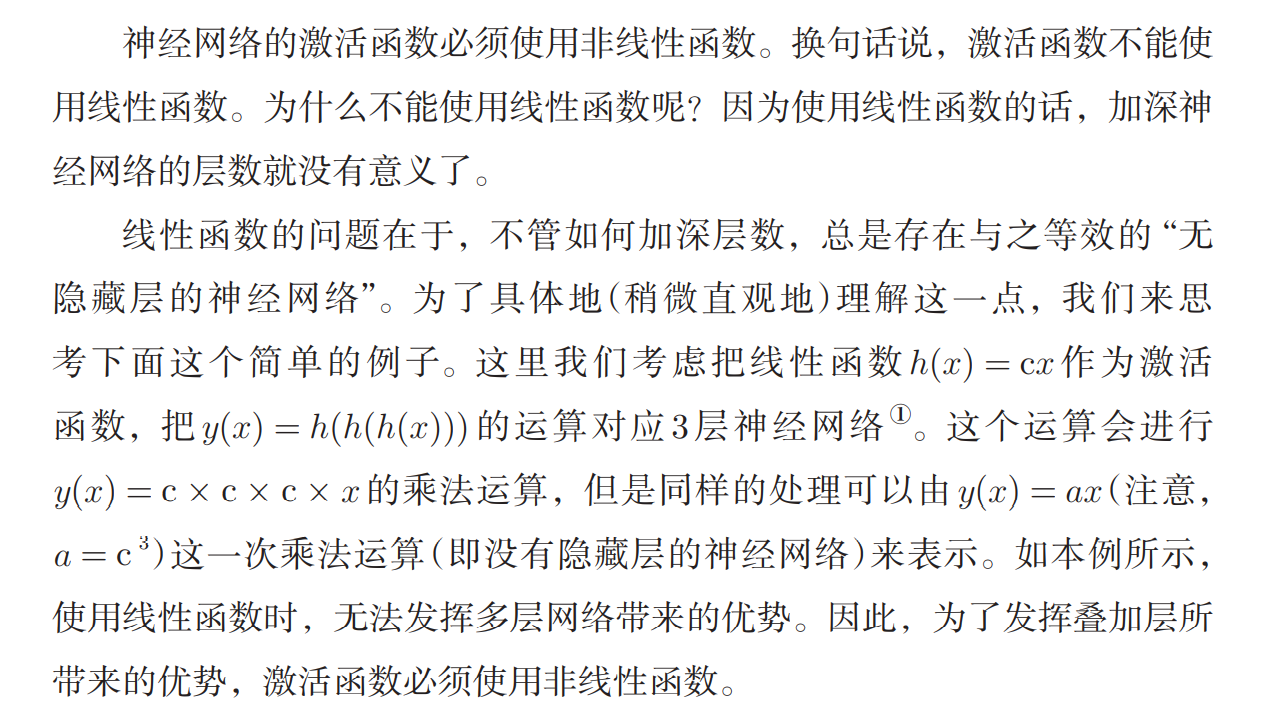 神经网络的激活函数必须使用非线性函数。换句话说，激活函数不能使
用线性函数。为什么不能使用线性函数呢？因为使用线性函数的话，加深神
经网络的层数就没有意义了。
线性函数的问题在于，不管如何加深层数，总是存在与之等效的“无
隐藏层的神经网络”。为了具体地(稍微直观地)理解这一点，我们来思
考下面这个简单的例子。这里我们考虑把线性函数 h(x) = cx 作为激活
函数，把 y(x) = h(h(h(x))) 的运算对应3层神经网络①。这个运算会进行
y(x) = c × c × c × x 的乘法运算，但是同样的处理可以由 y(x) = ax (注意，
a = c³) 这一次乘法运算(即没有隐藏层的神经网络)来表示。如本例所示，
使用线性函数时，无法发挥多层网络带来的优势。因此，为了发挥叠加层所
带来的优势，激活函数必须使用非线性函数。